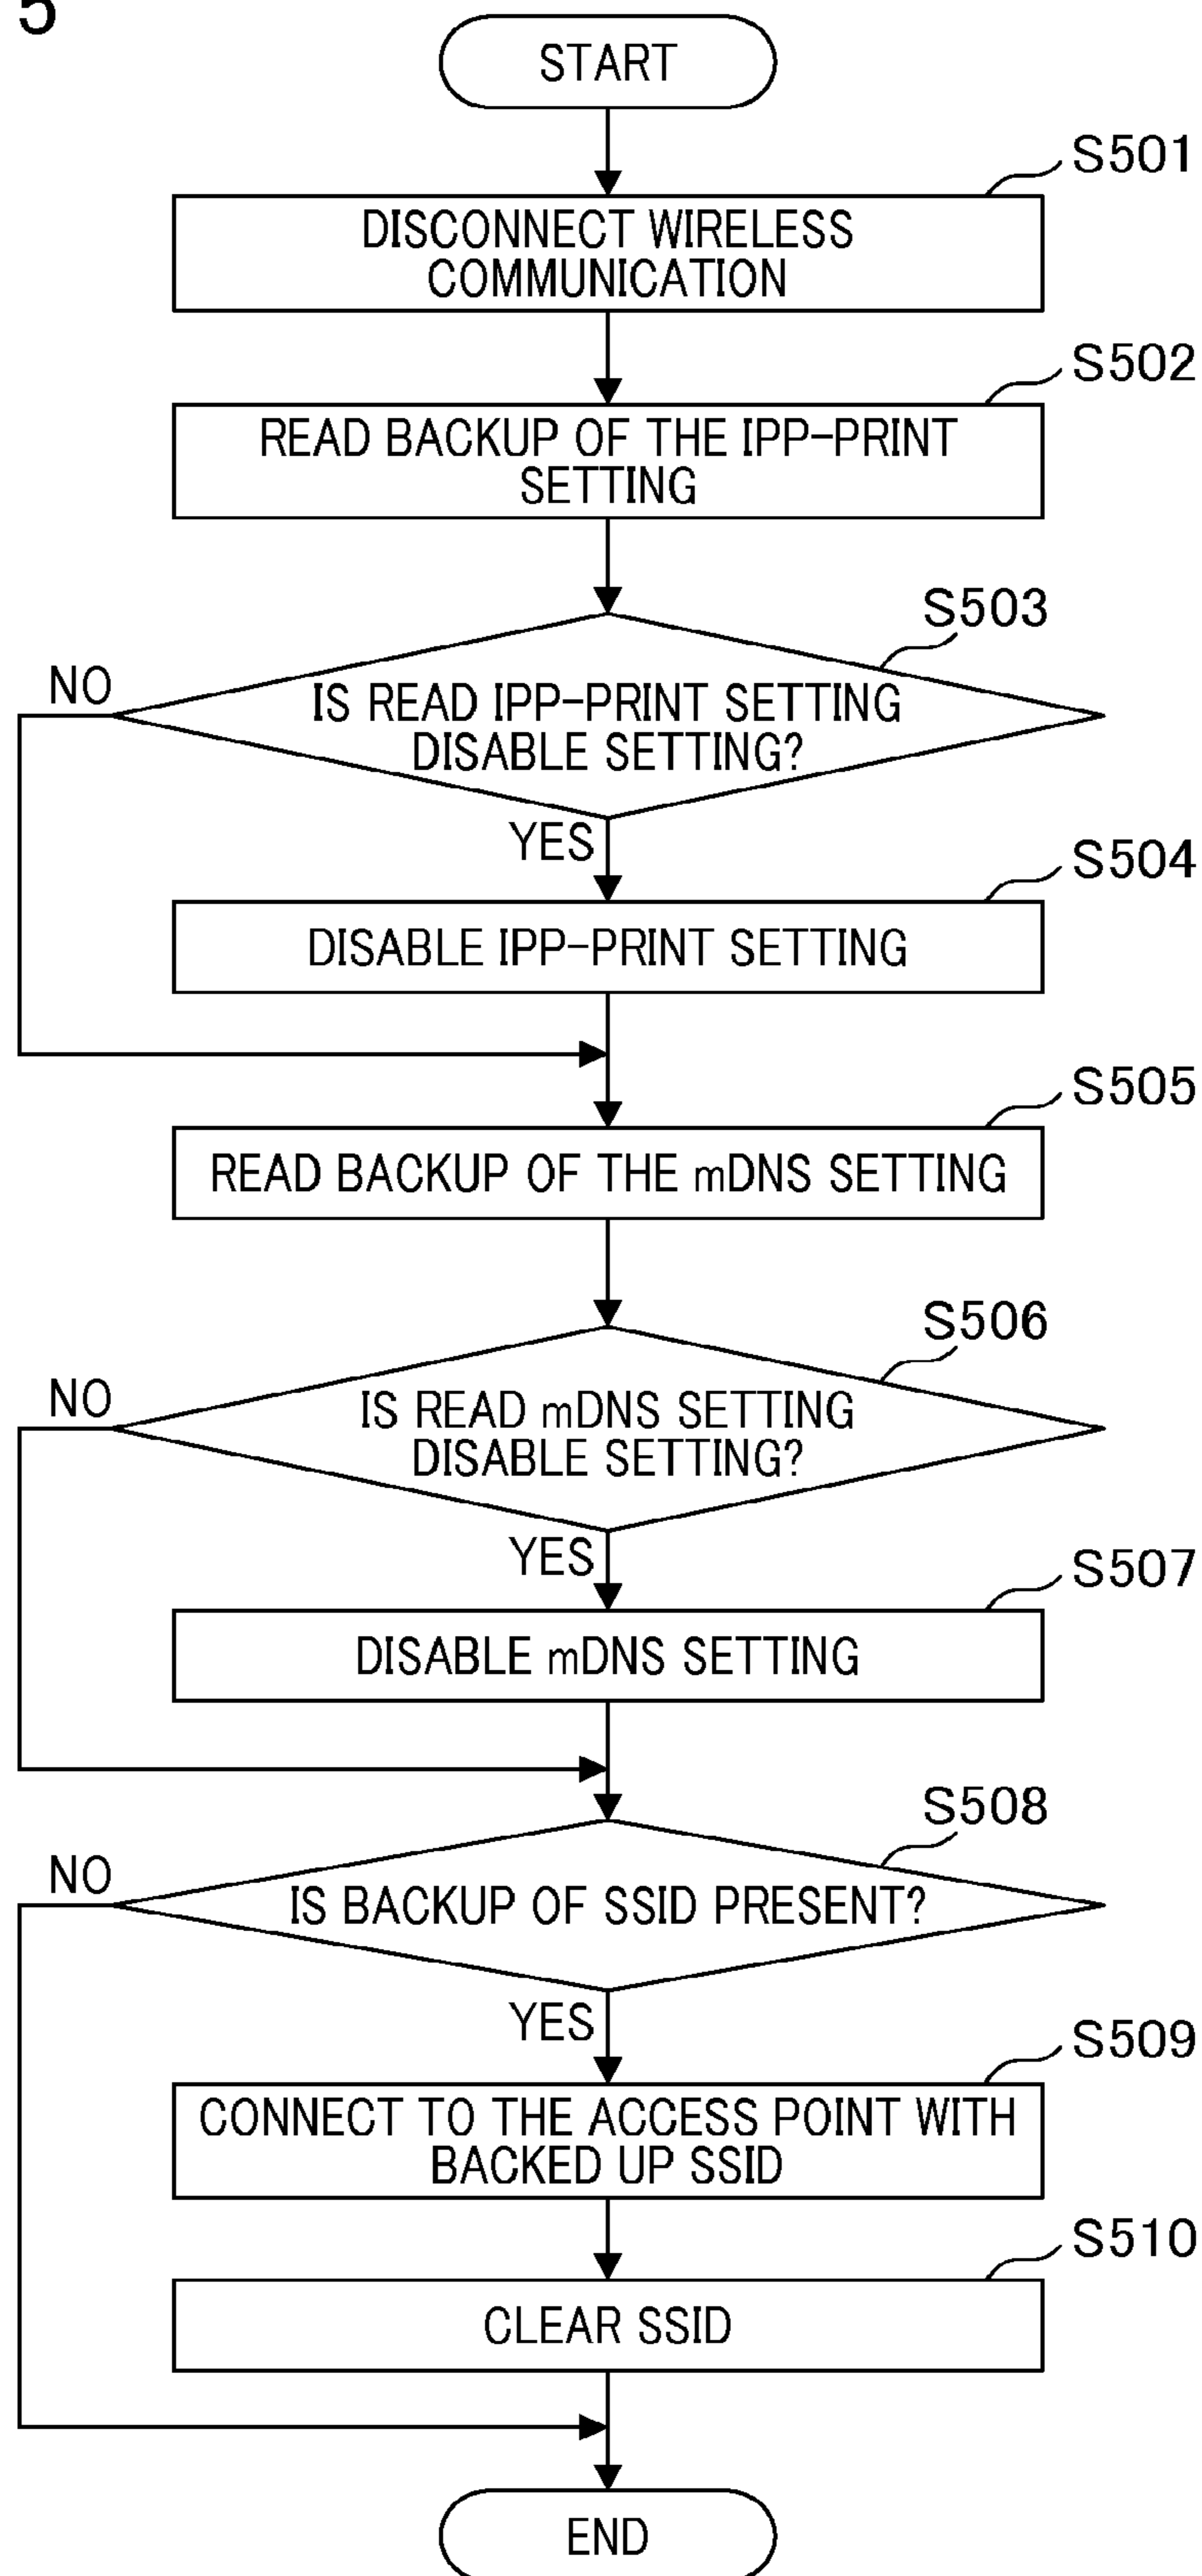 5
START
S501
DISCONNECT WIRELESS
COMMUNICATION
S502
READ BACKUP OF THE IPP-PRINT
SETTING
S503
NO
IS READ IPP-PRINT SETTING
DISABLE SETTING?
YES
S504
DISABLE IPP-PRINT SETTING
S505
READ BACKUP OF THE mDNS SETTING
S506
NO
IS READ mDNS SETTING
DISABLE SETTING?
YES
S507
DISABLE mDNS SETTING
S508
NO
IS BACKUP OF SSID PRESENT?
YES
S509
CONNECT TO THE ACCESS POINT WITH
BACKED UP SSID
S510
CLEAR SSID
END